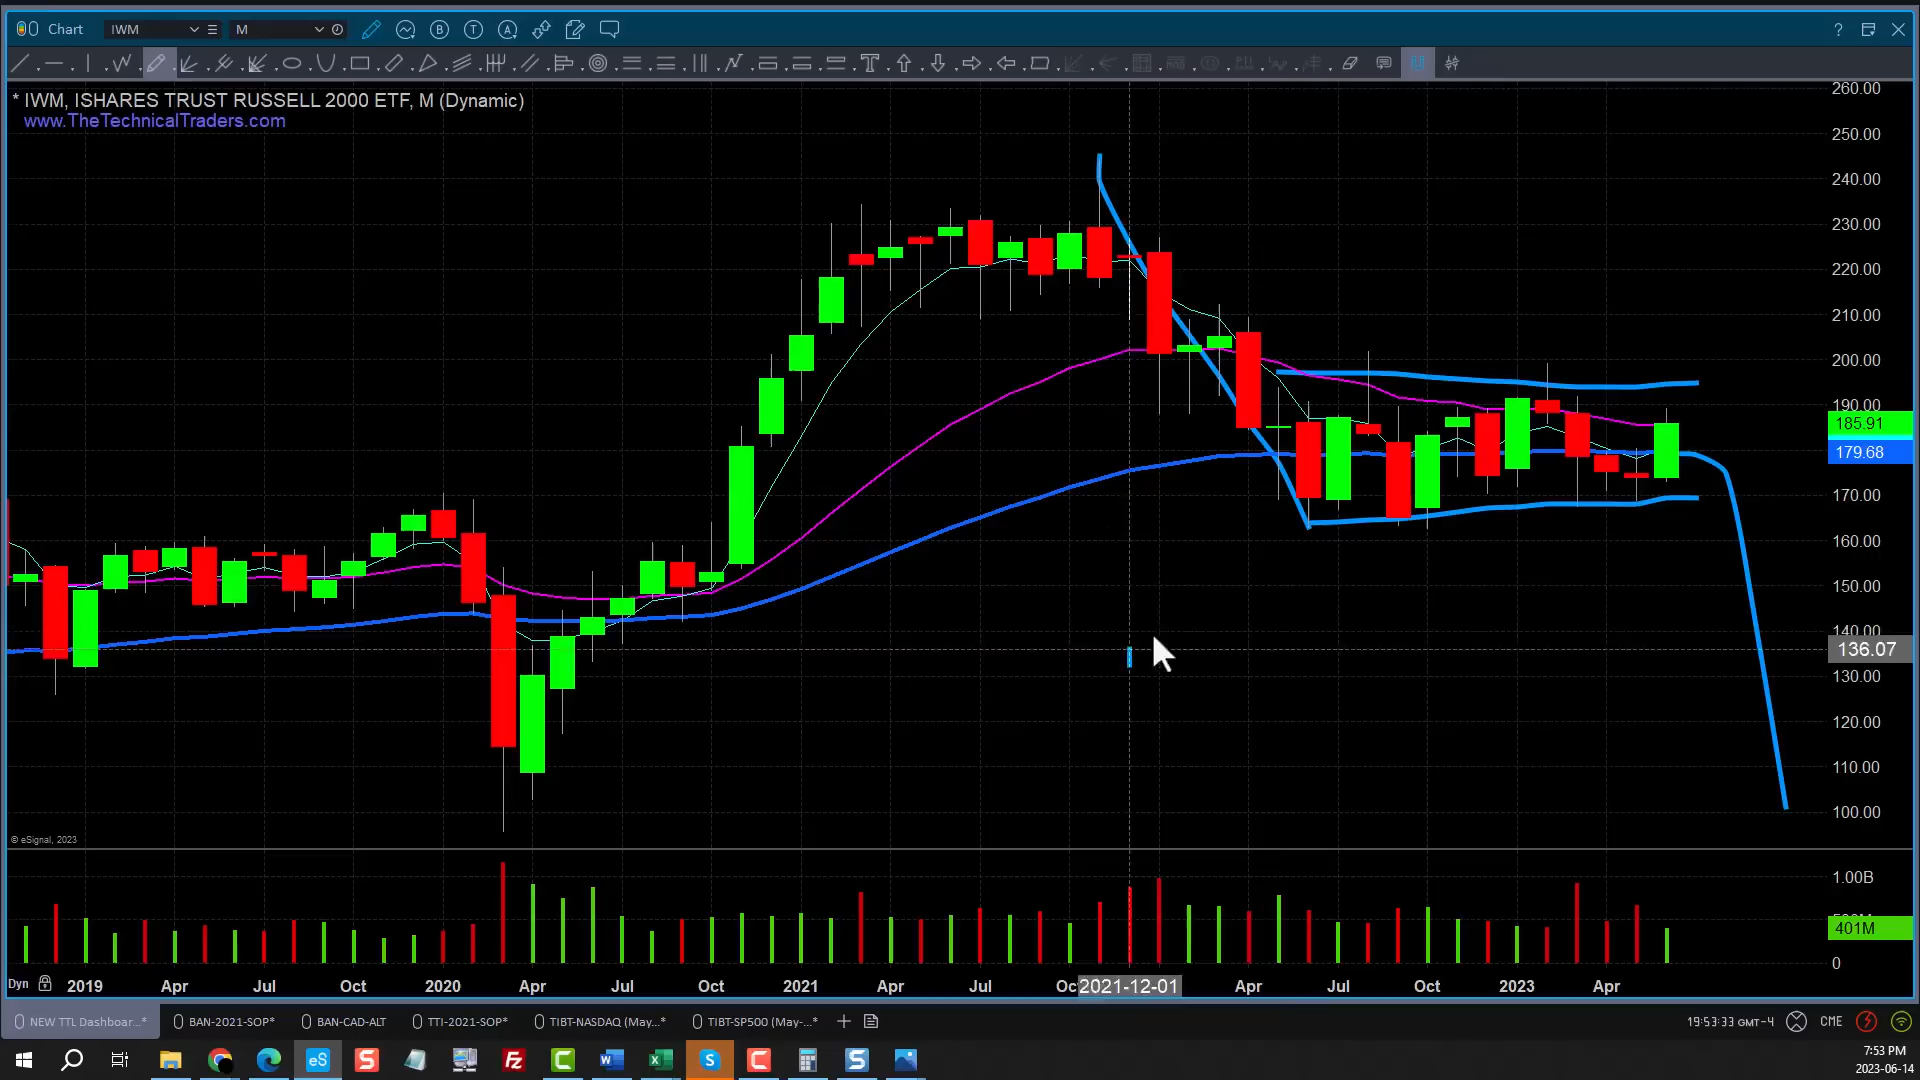 Chart IWM M B T A ?
* IWM, ISHARES TRUST RUSSELL 2000 ETF, M (Dynamic)
www.TheTechnicalTraders.com
260.00
250.00
240.00
230.00
220.00
210.00
200.00
190.00
185.91
179.68
170.00
160.00
150.00
140.00
136.07
130.00
120.00
110.00
100.00
© eSignal, 2023
1.00B
401M
0
Dyn 2019 Apr Jul Oct 2020 Apr Jul Oct 2021 Apr Jul Oc 2021-12-01 Apr Jul Oct 2023 Apr
NEW TTL Dashboar...* BAN-2021-SOP* BAN-CAD-ALT TTI-2021-SOP* TIBT-NASDAQ (May...* TIBT-SP500 (May-...* 19:53:33 GMT-4 CME
7:53 PM
2023-06-14